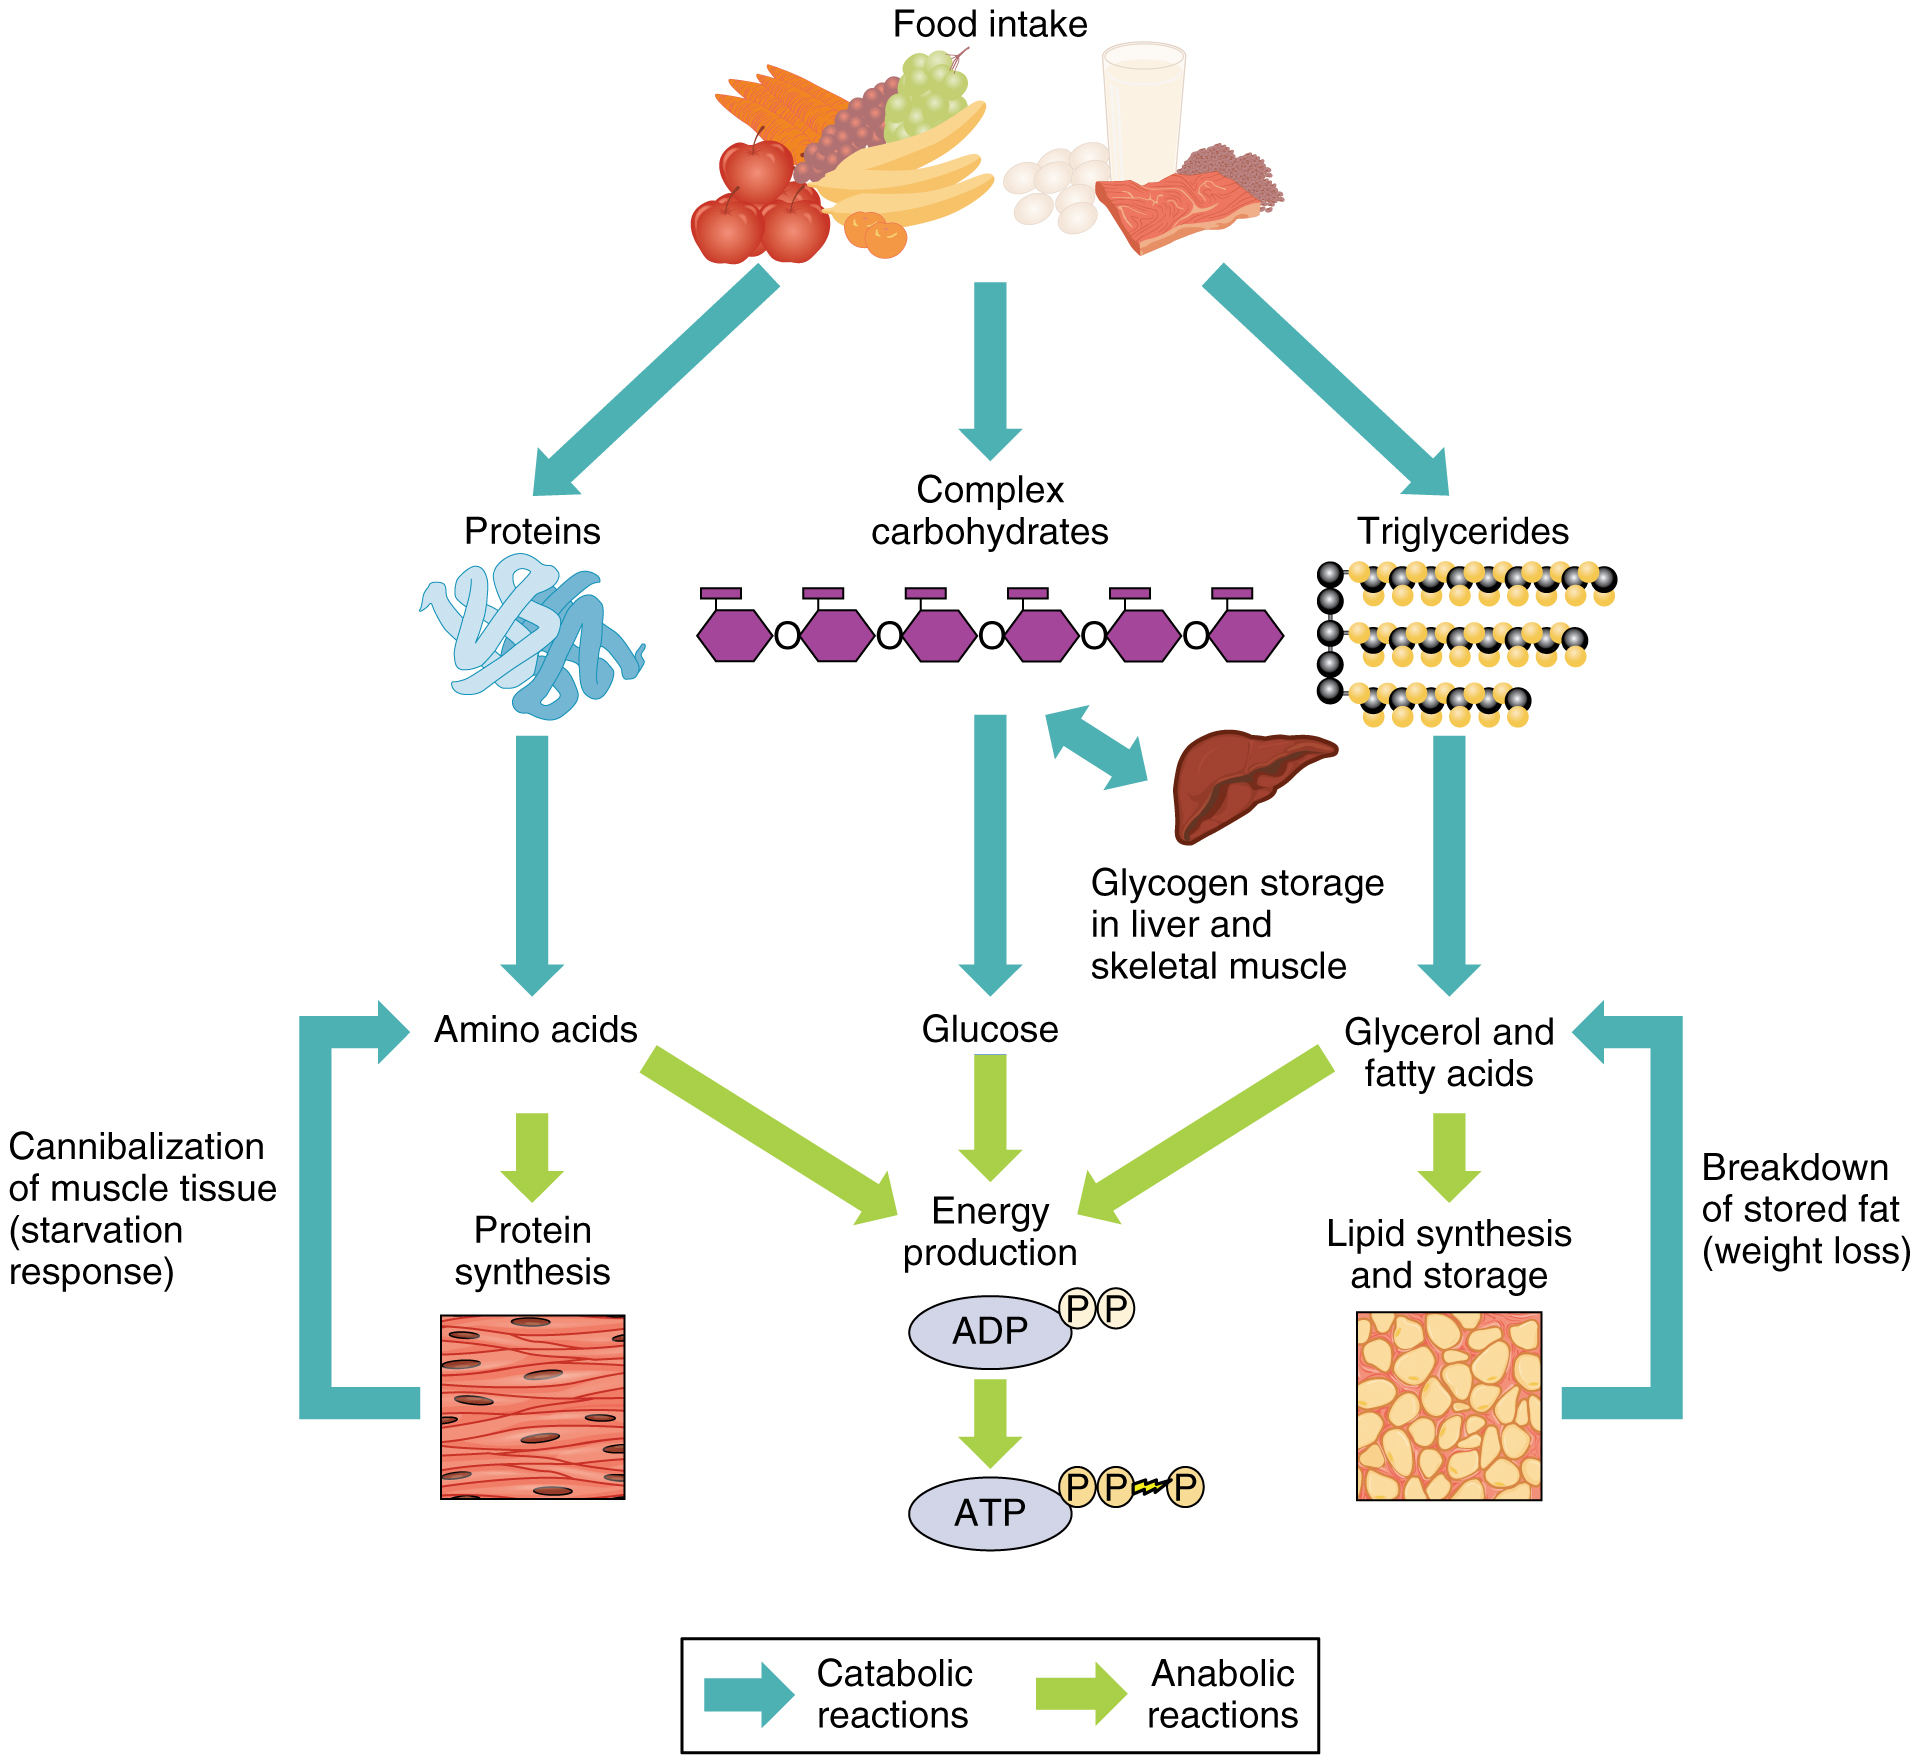 Food intake
Proteins
Complex
carbohydrates
Triglycerides
O O O O O
Glycogen storage
in liver and
skeletal muscle
Amino acids
Glucose
Glycerol and
fatty acids
Cannibalization
of muscle tissue
(starvation
response)
Protein
synthesis
Energy
production
Lipid synthesis
and storage
Breakdown
of stored fat
(weight loss)
ADP
P P
ATP
P P P
Catabolic
reactions
Anabolic
reactions